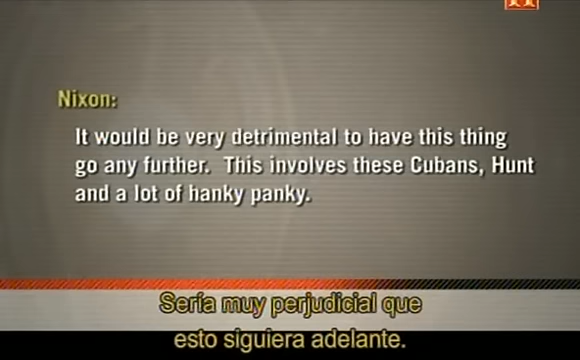 Nixon:
It would be very detrimental to have this thing
go any further. This involves these Cubans, Hunt
and a lot of hanky panky.
Sería muy perjudicial que
esto siguiera adelante.